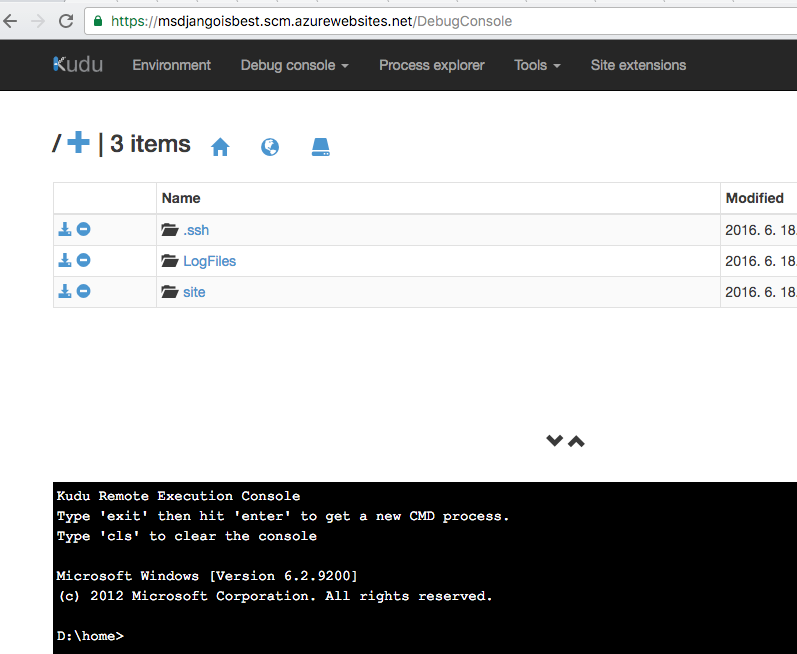 https://msdjangoisbest.scm.azurewebsites.net/DebugConsole
Kudu Environment Debug console Process explorer Tools Site extensions
/ | 3 items
Name Modified
.ssh 2016. 6. 18.
LogFiles 2016. 6. 18.
site 2016. 6. 18.
Kudu Remote Execution Console
Type 'exit' then hit 'enter' to get a new CMD process.
Type 'cls' to clear the console
Microsoft Windows [Version 6.2.9200]
(c) 2012 Microsoft Corporation. All rights reserved.
D:\home>